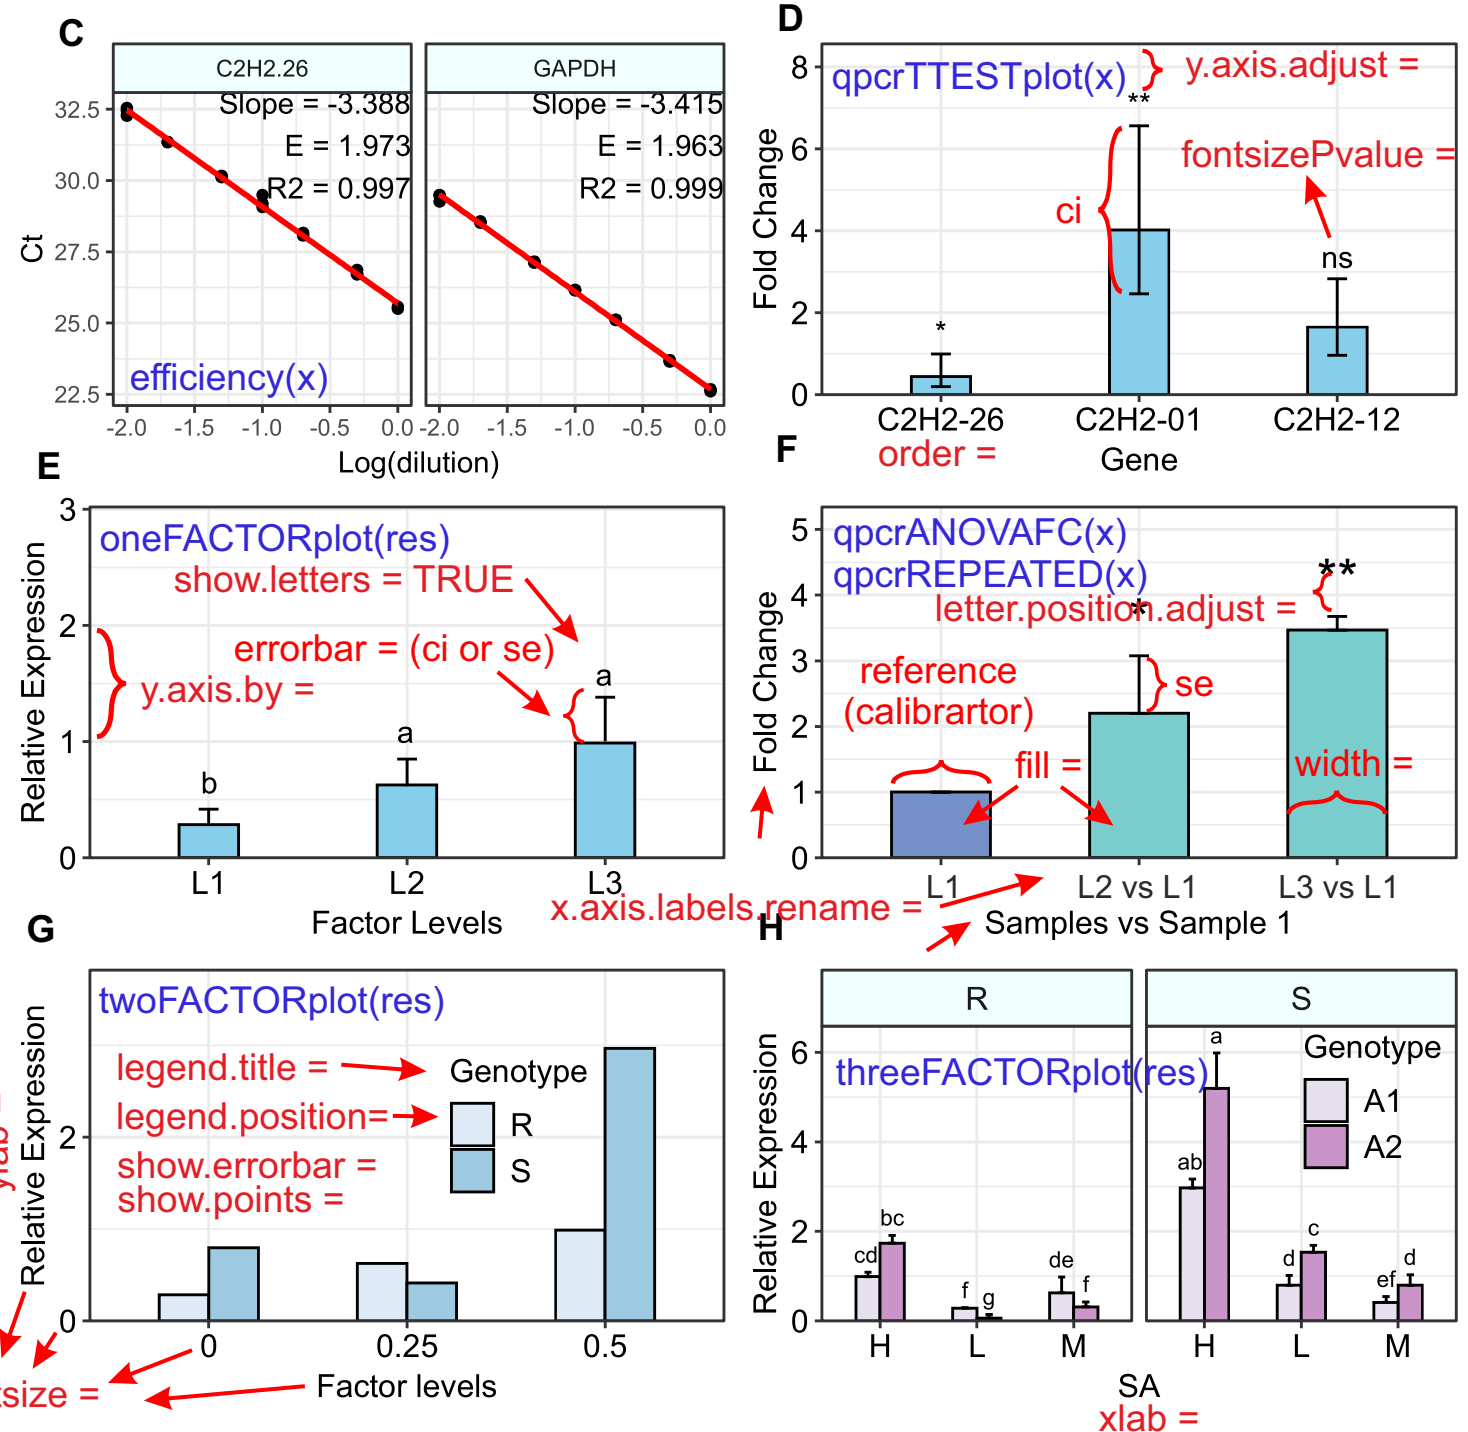 C
C2H2.26
GAPDH
Slope = -3.388
E = 1.973
R2 = 0.997
Slope = -3.415
E = 1.963
R2 = 0.999
32.5
30.0
27.5
25.0
22.5
Ct
efficiency(x)
-2.0 -1.5 -1.0 -0.5 0.0
-2.0 -1.5 -1.0 -0.5 0.0
Log(dilution)
D
qpcrTTESTplot(x)
y.axis.adjust =
**
fontsizePvalue =
ci
ns
*
8
6
4
2
0
Fold Change
C2H2-26 C2H2-01 C2H2-12
order =
Gene
E
oneFACTORplot(res)
show.letters = TRUE
errorbar = (ci or se)
y.axis.by =
a
a
b
3
2
1
0
Relative Expression
L1 L2 L3
Factor Levels
F
qpcrANOVAFC(x)
qpcrREPEATED(x)
**
letter.position.adjust =
*
reference
(calibrartor)
se
fill =
width =
5
4
3
2
1
0
Fold Change
L1 L2 vs L1 L3 vs L1
x.axis.labels.rename =
Samples vs Sample 1
G
twoFACTORplot(res)
legend.title =
Genotype
legend.position=
R
S
show.errorbar =
show.points =
2
0
ylab =
Relative Expression
0 0.25 0.5
Factor levels
tsize =
H
R
S
threeFACTORplot(res)
Genotype
A1
A2
a
ab
bc
cd
f
g
de
f
d
c
ef
d
6
4
2
0
Relative Expression
H L M
H L M
SA
xlab =